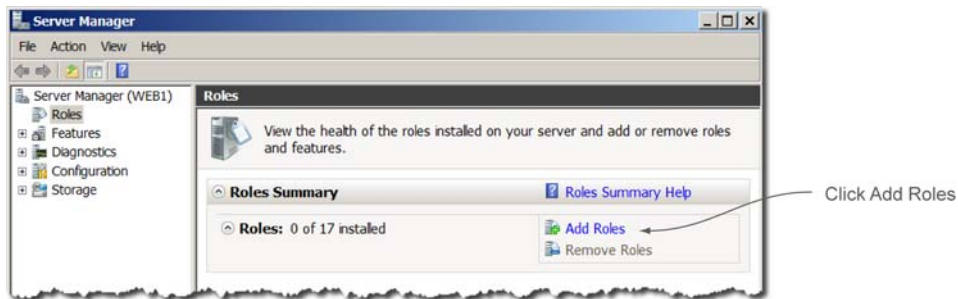 Server Manager
File Action View Help
Server Manager (WEB1)
Roles
Features
Diagnostics
Configuration
Storage
Roles
View the health of the roles installed on your server and add or remove roles
and features.
Roles Summary
Roles Summary Help
Roles: 0 of 17 installed
Add Roles
Remove Roles
Click Add Roles